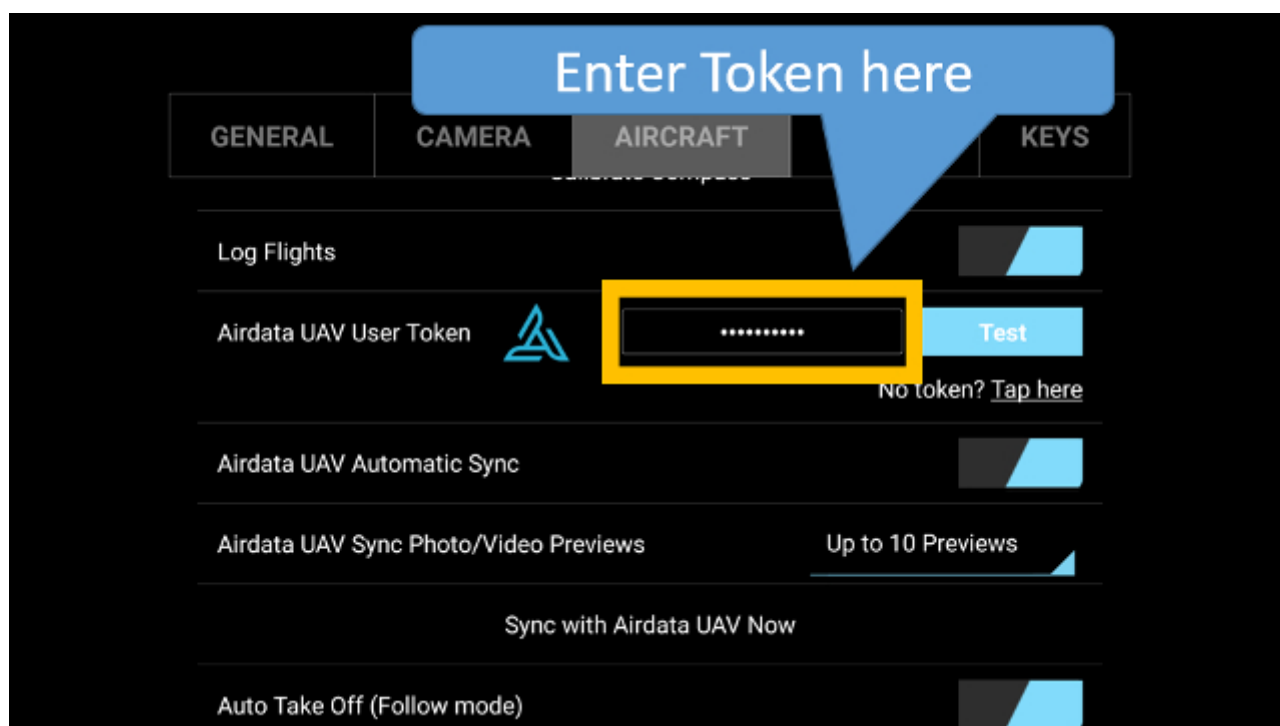 Enter Token here
GENERAL CAMERA AIRCRAFT KEYS
Log Flights
Airdata UAV User Token •••••••••• Test
No token? Tap here
Airdata UAV Automatic Sync
Airdata UAV Sync Photo/Video Previews Up to 10 Previews
Sync with Airdata UAV Now
Auto Take Off (Follow mode)